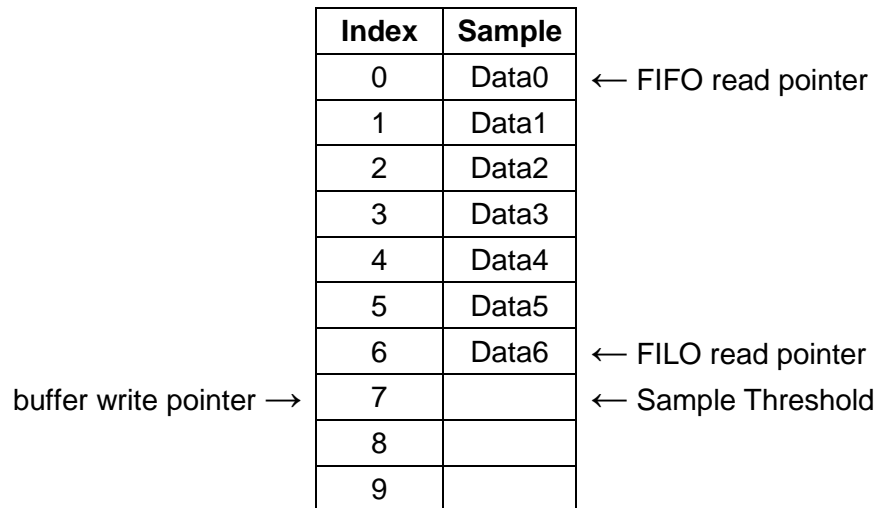 Index Sample
0 Data0 ← FIFO read pointer
1 Data1
2 Data2
3 Data3
4 Data4
5 Data5
6 Data6 ← FILO read pointer
buffer write pointer → 7 ← Sample Threshold
8
9